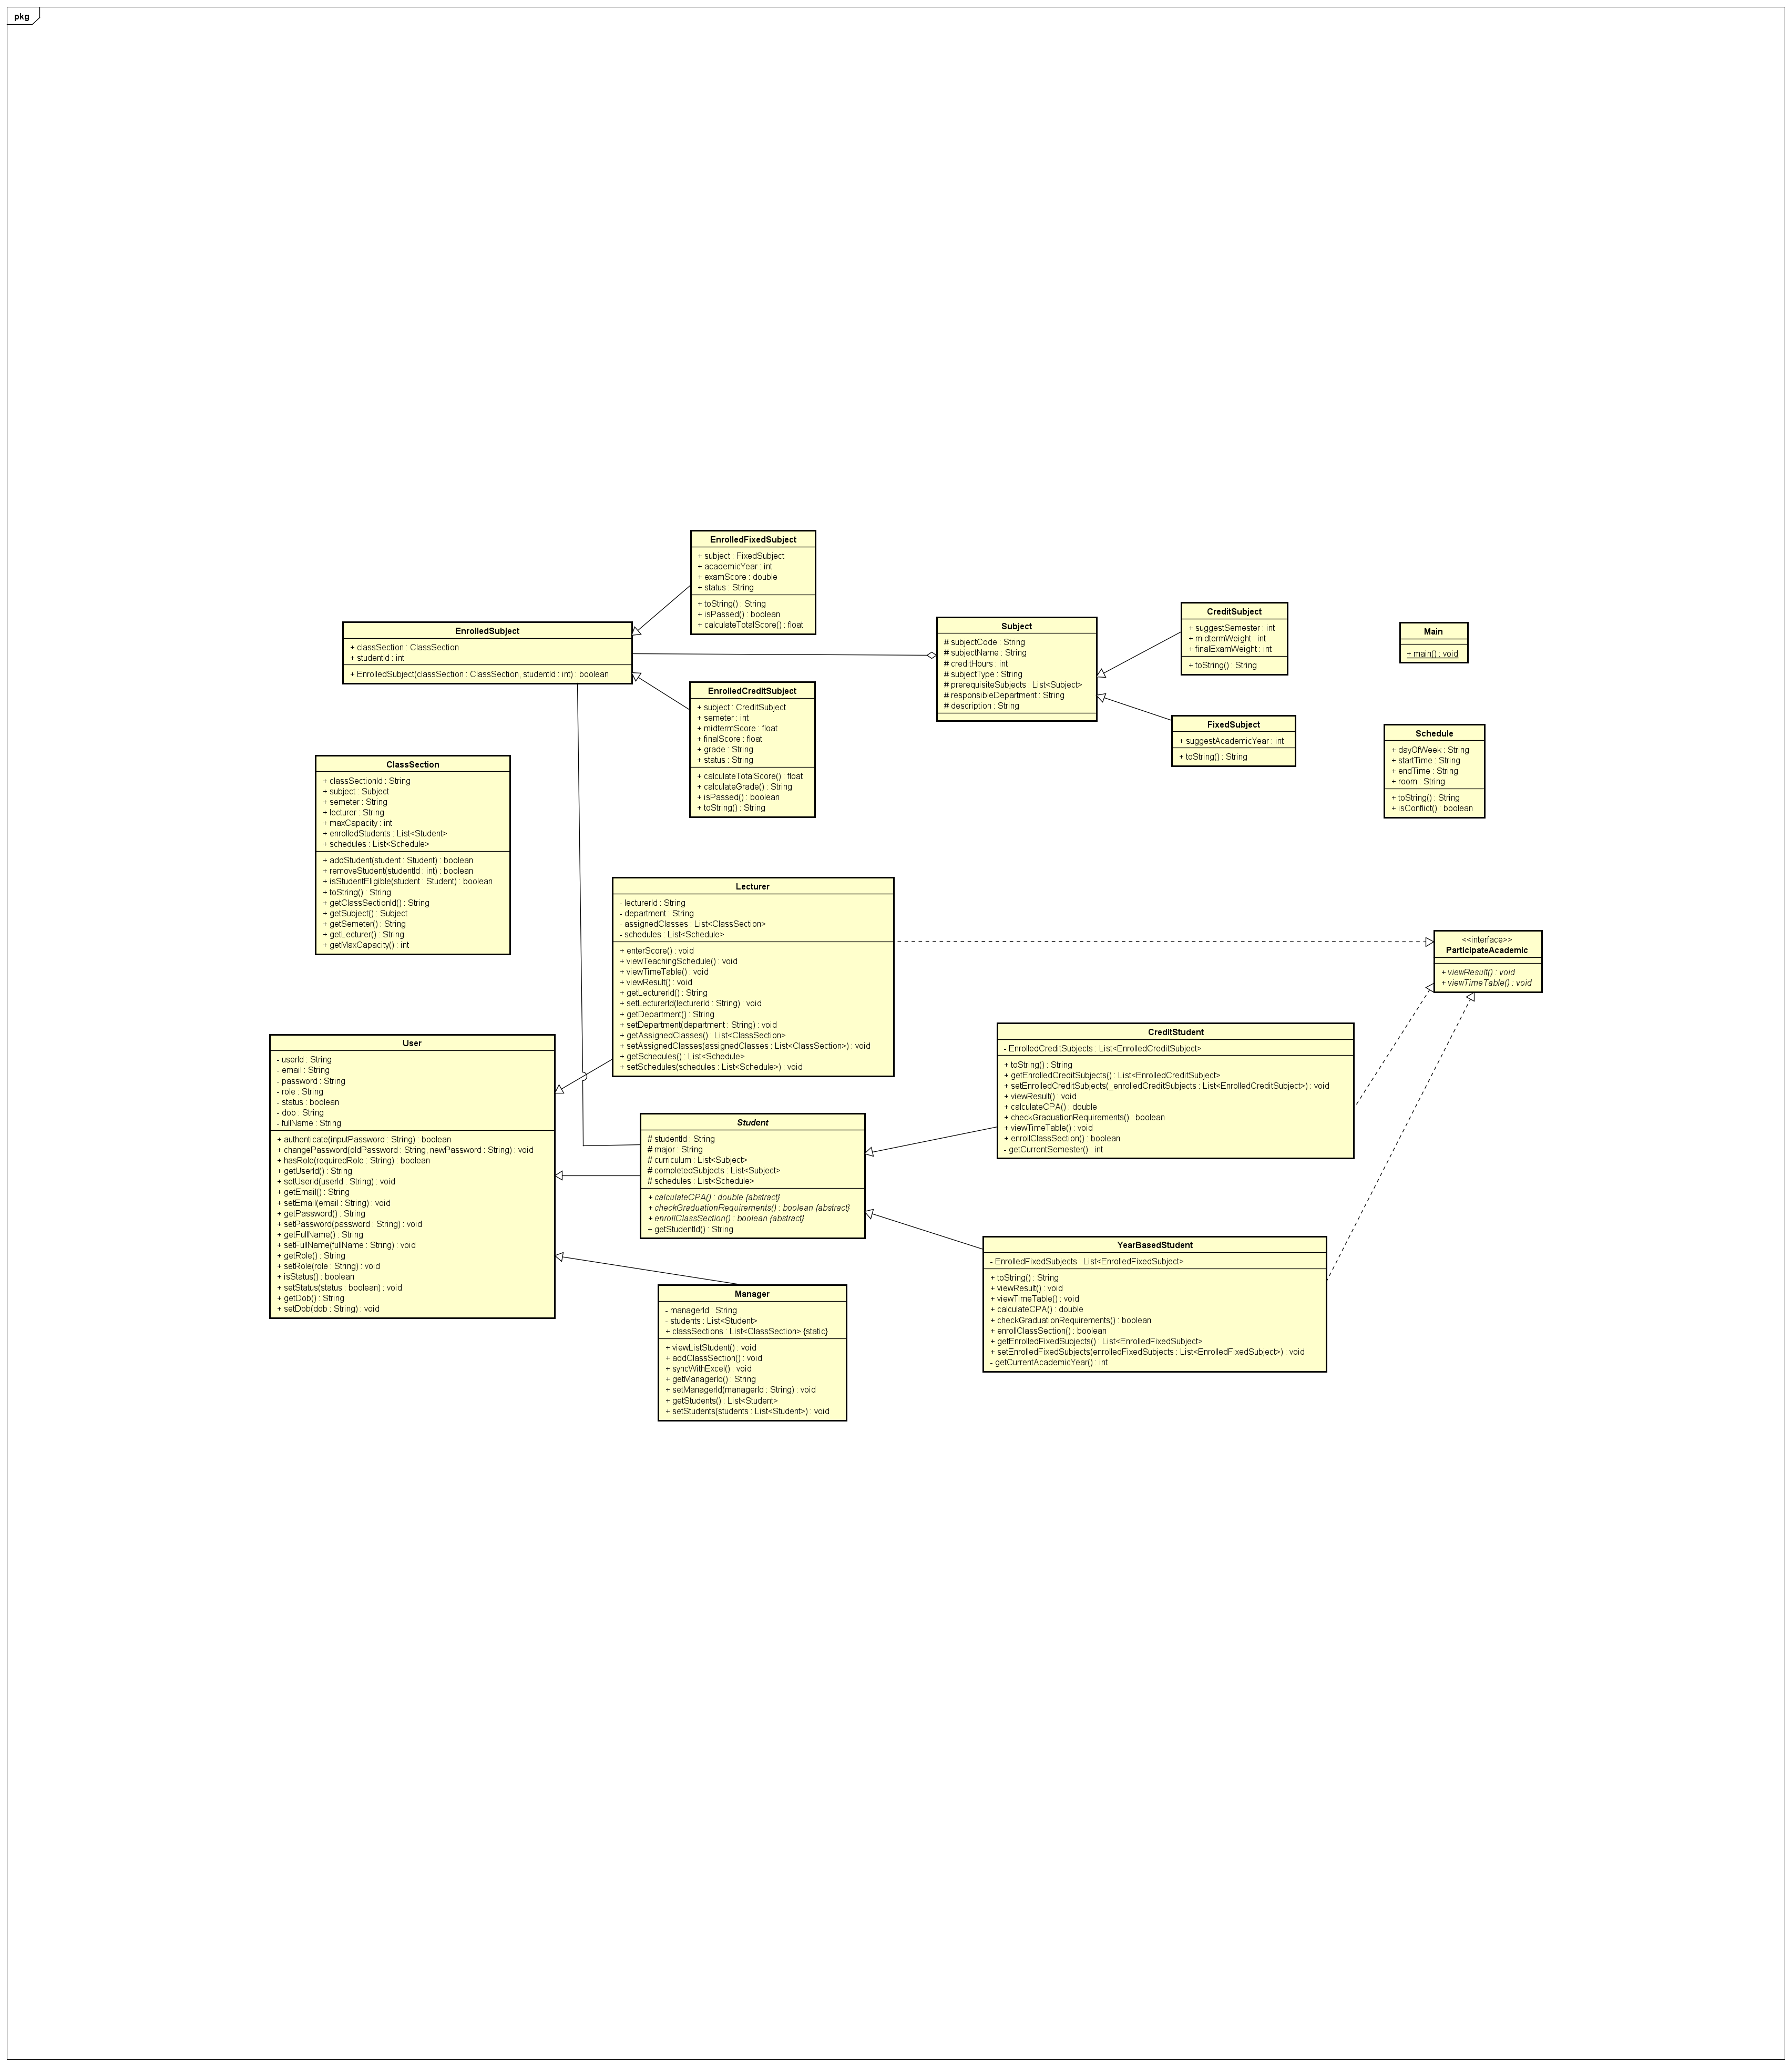 pkg
EnrolledFixedSubject
+ subject : FixedSubject
+ academicYear : int
+ examScore : double
+ status : String
+ toString() : String
+ isPassed() : boolean
+ calculateTotalScore() : float
EnrolledSubject
+ classSection : ClassSection
+ studentId : int
+ EnrolledSubject(classSection : ClassSection, studentId : int) : boolean
Subject
# subjectCode : String
# subjectName : String
# creditHours : int
# subjectType : String
# prerequisiteSubjects : List<Subject>
# responsibleDepartment : String
# description : String
CreditSubject
+ suggestSemester : int
+ midtermWeight : int
+ finalExamWeight : int
+ toString() : String
Main
+ main() : void
EnrolledCreditSubject
+ subject : CreditSubject
+ semeter : int
+ midtermScore : float
+ finalScore : float
+ grade : String
+ status : String
+ calculateTotalScore() : float
+ calculateGrade() : String
+ isPassed() : boolean
+ toString() : String
FixedSubject
+ suggestAcademicYear : int
+ toString() : String
Schedule
+ dayOfWeek : String
+ startTime : String
+ endTime : String
+ room : String
+ toString() : String
+ isConflict() : boolean
ClassSection
+ classSectionId : String
+ subject : Subject
+ semeter : String
+ lecturer : String
+ maxCapacity : int
+ enrolledStudents : List<Student>
+ schedules : List<Schedule>
+ addStudent(student : Student) : boolean
+ removeStudent(studentId : int) : boolean
+ isStudentEligible(student : Student) : boolean
+ toString() : String
+ getClassSectionId() : String
+ getSubject() : Subject
+ getSemeter() : String
+ getLecturer() : String
+ getMaxCapacity() : int
Lecturer
- lecturerId : String
- department : String
- assignedClasses : List<ClassSection>
- schedules : List<Schedule>
+ enterScore() : void
+ viewTeachingSchedule() : void
+ viewTimeTable() : void
+ viewResult() : void
+ getLecturerId() : String
+ setLecturerId(lecturerId : String) : void
+ getDepartment() : String
+ setDepartment(department : String) : void
+ getAssignedClasses() : List<ClassSection>
+ setAssignedClasses(assignedClasses : List<ClassSection>) : void
+ getSchedules() : List<Schedule>
+ setSchedules(schedules : List<Schedule>) : void
<<interface>>
ParticipateAcademic
+ viewResult() : void
+ viewTimeTable() : void
User
- userId : String
- email : String
- password : String
- role : String
- status : boolean
- dob : String
- fullName : String
+ authenticate(inputPassword : String) : boolean
+ changePassword(oldPassword : String, newPassword : String) : void
+ hasRole(requiredRole : String) : boolean
+ getUserId() : String
+ setUserId(userId : String) : void
+ getEmail() : String
+ setEmail(email : String) : void
+ getPassword() : String
+ setPassword(password : String) : void
+ getFullName() : String
+ setFullName(fullName : String) : void
+ getRole() : String
+ setRole(role : String) : void
+ isStatus() : boolean
+ setStatus(status : boolean) : void
+ getDob() : String
+ setDob(dob : String) : void
CreditStudent
- EnrolledCreditSubjects : List<EnrolledCreditSubject>
+ toString() : String
+ getEnrolledCreditSubjects() : List<EnrolledCreditSubject>
+ setEnrolledCreditSubjects(_enrolledCreditSubjects : List<EnrolledCreditSubject>) : void
+ viewResult() : void
+ calculateCPA() : double
+ checkGraduationRequirements() : boolean
+ viewTimeTable() : void
+ enrollClassSection() : boolean
- getCurrentSemester() : int
Student
# studentId : String
# major : String
# curriculum : List<Subject>
# completedSubjects : List<Subject>
# schedules : List<Schedule>
+ calculateCPA() : double {abstract}
+ checkGraduationRequirements() : boolean {abstract}
+ enrollClassSection() : boolean {abstract}
+ getStudentId() : String
YearBasedStudent
- EnrolledFixedSubjects : List<EnrolledFixedSubject>
+ toString() : String
+ viewResult() : void
+ viewTimeTable() : void
+ calculateCPA() : double
+ checkGraduationRequirements() : boolean
+ enrollClassSection() : boolean
+ getEnrolledFixedSubjects() : List<EnrolledFixedSubject>
+ setEnrolledFixedSubjects(enrolledFixedSubjects : List<EnrolledFixedSubject>) : void
- getCurrentAcademicYear() : int
Manager
- managerId : String
- students : List<Student>
+ classSections : List<ClassSection> {static}
+ viewListStudent() : void
+ addClassSection() : void
+ syncWithExcel() : void
+ getManagerId() : String
+ setManagerId(managerId : String) : void
+ getStudents() : List<Student>
+ setStudents(students : List<Student>) : void